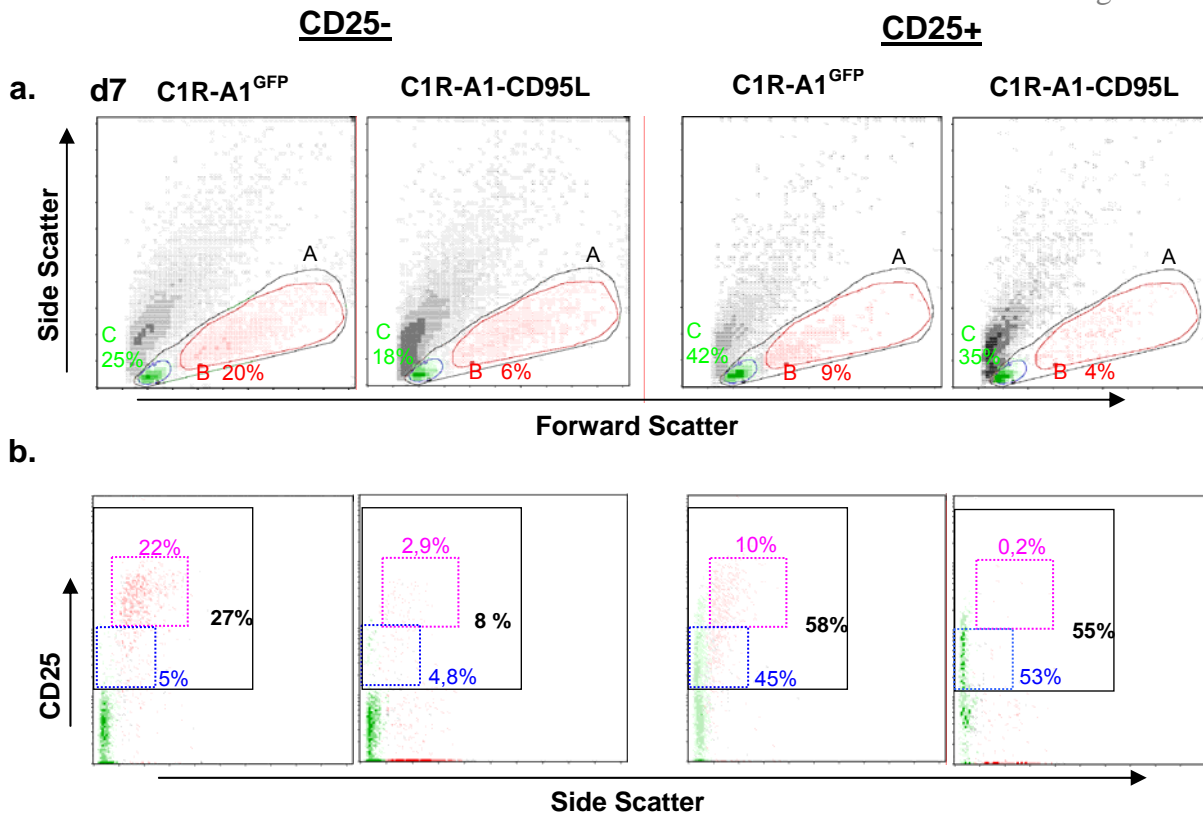 CD25-
CD25+
a.
d7
C1R-A1GFP
C1R-A1-CD95L
C1R-A1GFP
C1R-A1-CD95L
Side Scatter
A
C
25%
B 20%
A
C
18%
B 6%
A
C
42%
B 9%
A
C
35%
B 4%
Forward Scatter
b.
CD25
22%
27%
5%
2,9%
8 %
4,8%
10%
58%
45%
0,2%
55%
53%
Side Scatter